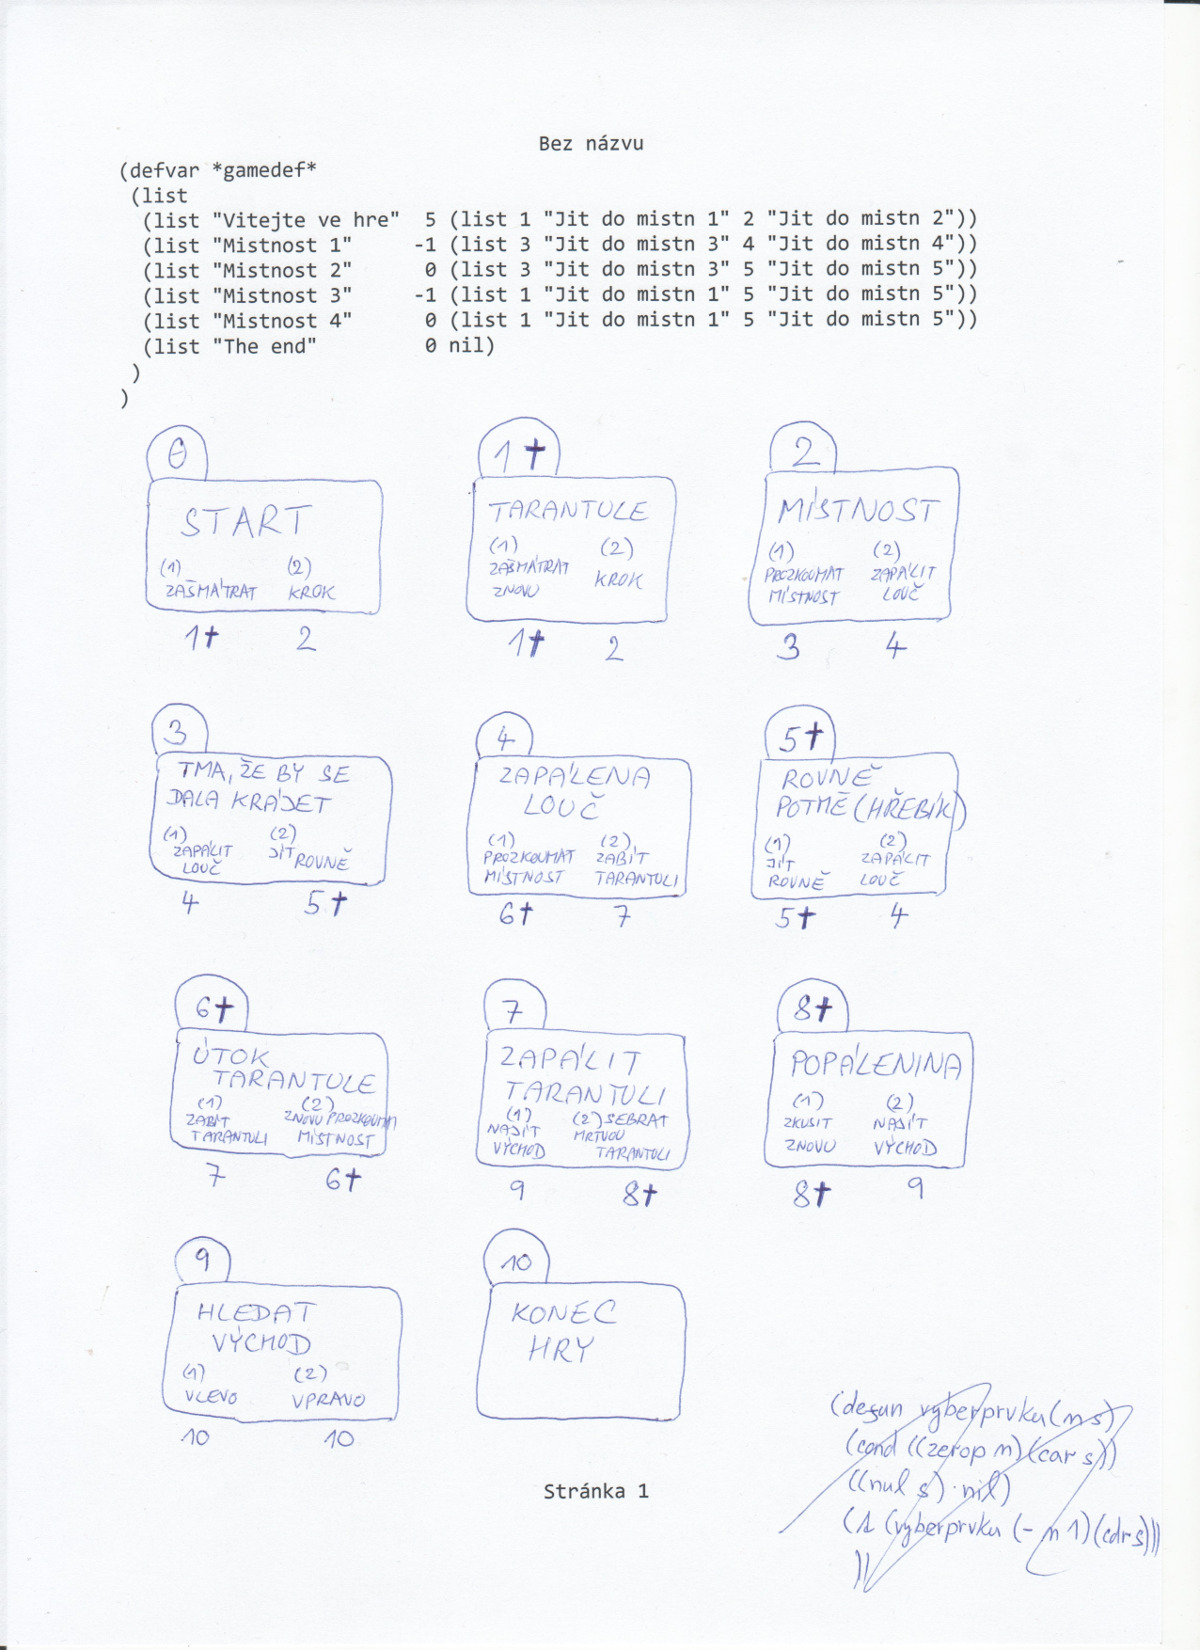 Bez názvu
(defvar *gamedef*
(list
(list "Vitejte ve hre" 5 (list 1 "Jit do mistn 1" 2 "Jit do mistn 2"))
(list "Mistnost 1" -1 (list 3 "Jit do mistn 3" 4 "Jit do mistn 4"))
(list "Mistnost 2" 0 (list 3 "Jit do mistn 3" 5 "Jit do mistn 5"))
(list "Mistnost 3" -1 (list 1 "Jit do mistn 1" 5 "Jit do mistn 5"))
(list "Mistnost 4" 0 (list 1 "Jit do mistn 1" 5 "Jit do mistn 5"))
(list "The end" 0 nil)
)
)
0
START
(1) (2)
ZAŠMÁTRAT KROK
1† 2
1†
TARANTULE
(1) (2)
ZAŠMÁTRAT KROK
ZNOVU
1† 2
2
MÍSTNOST
(1) (2)
PROZKOUMAT ZAPÁLIT
MÍSTNOST LOUČ
3 4
3
TMA, ŽE BY SE
DALA KRÁJET
(1) (2)
ZAPÁLIT JÍT ROVNĚ
LOUČ
4 5†
4
ZAPÁLENA
LOUČ
(1) (2)
PROZKOUMAT ZABÍT
MÍSTNOST TARANTULI
6† 7
5†
ROVNĚ
POTMĚ (HŘEBÍK)
(1) (2)
JÍT ZAPÁLIT
ROVNĚ LOUČ
5† 4
6†
ÚTOK
TARANTULE
(1) (2)
ZABÍT ZNOVU PROZKOUMAT
TARANTULI MÍSTNOST
7 6†
7
ZAPÁLIT
TARANTULI
(1) (2) SEBRAT
NAJÍT MRTVOU
VÝCHOD TARANTULI
9 8†
8†
POPÁLENINA
(1) (2)
ZKUSIT NAJÍT
ZNOVU VÝCHOD
8† 9
9
HLEDAT
VÝCHOD
(1) (2)
VLEVO VPRAVO
10 10
10
KONEC
HRY
(defun vyberprvku (n s)
(cond ((zerop n) (car s))
((nul s) nil)
(1 (vyberprvku (- n 1) (cdr s)))
))
Stránka 1